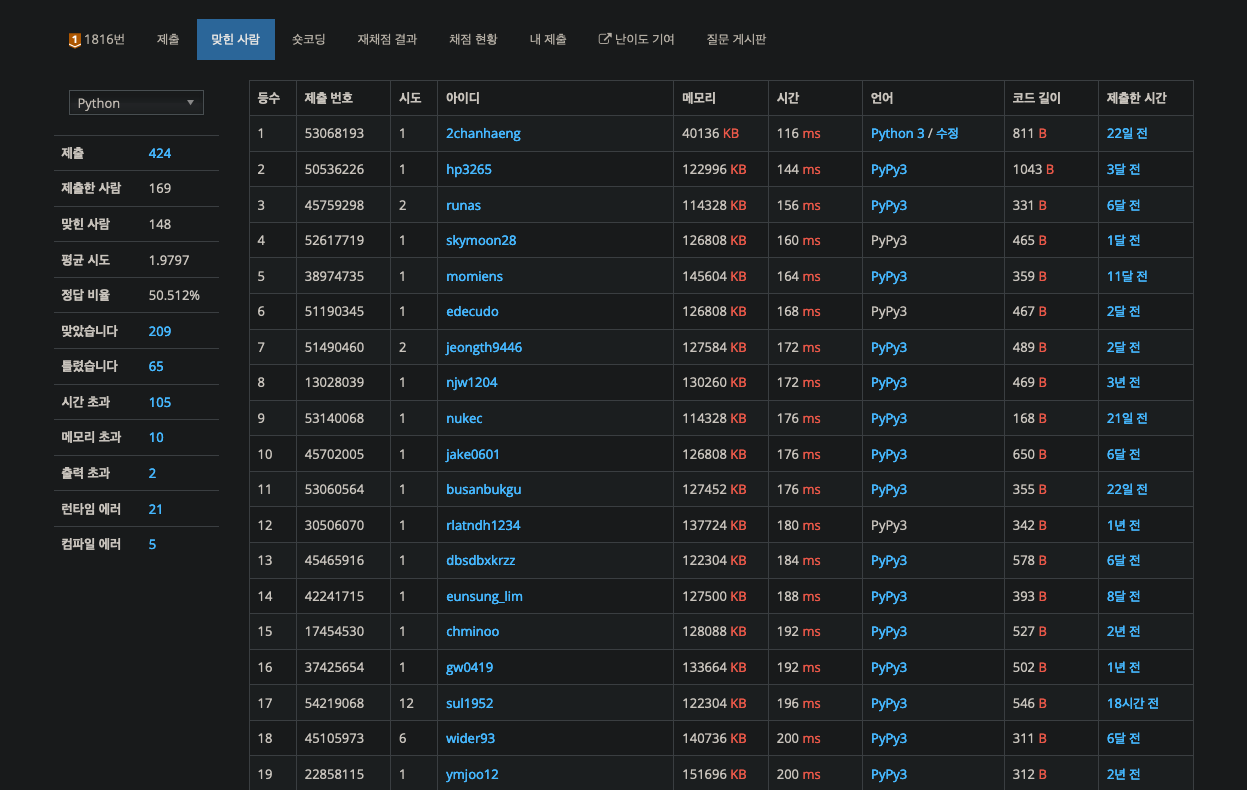 1 1816번 제출 맞힌 사람 숏코딩 재채점 결과 채점 현황 내 제출 난이도 기여 질문 게시판
Python
제출 424
제출한 사람 169
맞힌 사람 148
평균 시도 1.9797
정답 비율 50.512%
맞았습니다 209
틀렸습니다 65
시간 초과 105
메모리 초과 10
출력 초과 2
런타임 에러 21
컴파일 에러 5
등수 제출 번호 시도 아이디 메모리 시간 언어 코드 길이 제출한 시간
1 53068193 1 2chanhaeng 40136 KB 116 ms Python 3 / 수정 811 B 22일 전
2 50536226 1 hp3265 122996 KB 144 ms PyPy3 1043 B 3달 전
3 45759298 2 runas 114328 KB 156 ms PyPy3 331 B 6달 전
4 52617719 1 skymoon28 126808 KB 160 ms PyPy3 465 B 1달 전
5 38974735 1 momiens 145604 KB 164 ms PyPy3 359 B 11달 전
6 51190345 1 edecudo 126808 KB 168 ms PyPy3 467 B 2달 전
7 51490460 2 jeongth9446 127584 KB 172 ms PyPy3 489 B 2달 전
8 13028039 1 njw1204 130260 KB 172 ms PyPy3 469 B 3년 전
9 53140068 1 nukec 114328 KB 176 ms PyPy3 168 B 21일 전
10 45702005 1 jake0601 126808 KB 176 ms PyPy3 650 B 6달 전
11 53060564 1 busanbukgu 127452 KB 176 ms PyPy3 355 B 22일 전
12 30506070 1 rlatndh1234 137724 KB 180 ms PyPy3 342 B 1년 전
13 45465916 1 dbsdbxkrzz 122304 KB 184 ms PyPy3 578 B 6달 전
14 42241715 1 eunsung_lim 127500 KB 188 ms PyPy3 393 B 8달 전
15 17454530 1 chminoo 128088 KB 192 ms PyPy3 527 B 2년 전
16 37425654 1 gw0419 133664 KB 192 ms PyPy3 502 B 1년 전
17 54219068 12 sul1952 122304 KB 196 ms PyPy3 546 B 18시간 전
18 45105973 6 wider93 140736 KB 200 ms PyPy3 311 B 6달 전
19 22858115 1 ymjoo12 151696 KB 200 ms PyPy3 312 B 2년 전